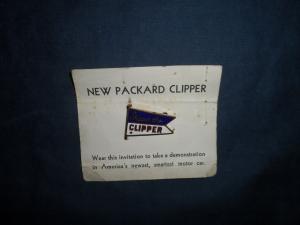 NEW PACKARD CLIPPER
CLIPPER
Wear this invitation to take a demonstration
in America's newest, smartest motor car.